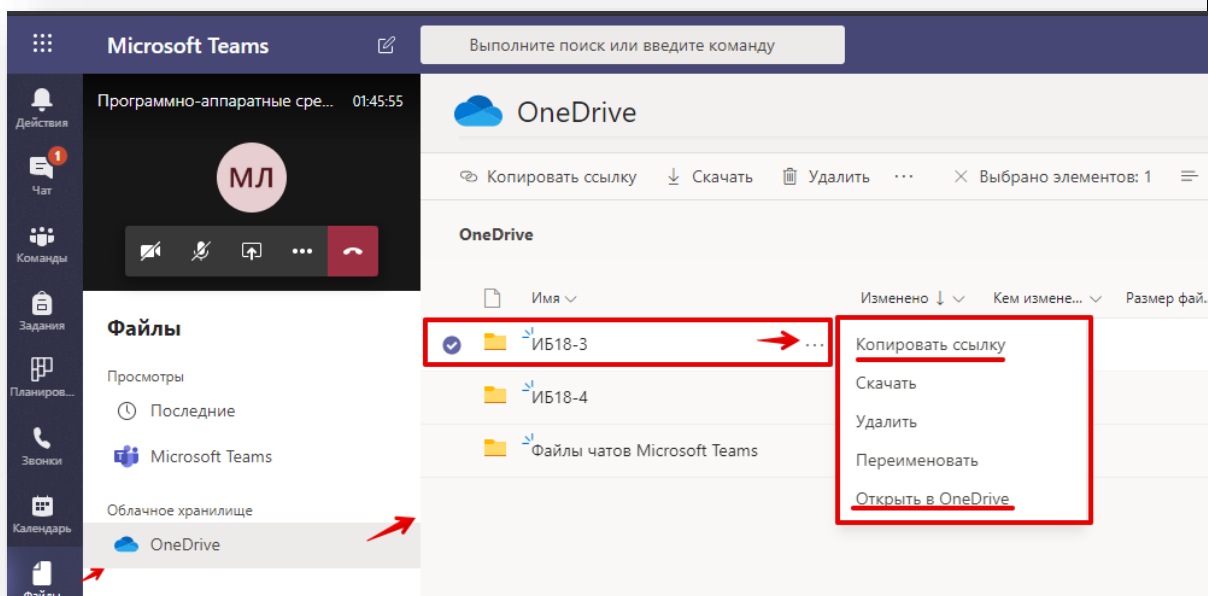 Microsoft Teams
Выполните поиск или введите команду
Действия
1
Чат
Команды
Задания
Планиров...
Звонки
Календарь
Файлы
Программно-аппаратные сре... 01:45:55
МЛ
Файлы
Просмотры
Последние
Microsoft Teams
Облачное хранилище
OneDrive
OneDrive
Копировать ссылку Скачать Удалить ... Выбрано элементов: 1
OneDrive
Имя Изменено ↓ Кем измене... Размер фай...
ИБ18-3 ...
ИБ18-4
Файлы чатов Microsoft Teams
Копировать ссылку
Скачать
Удалить
Переименовать
Открыть в OneDrive